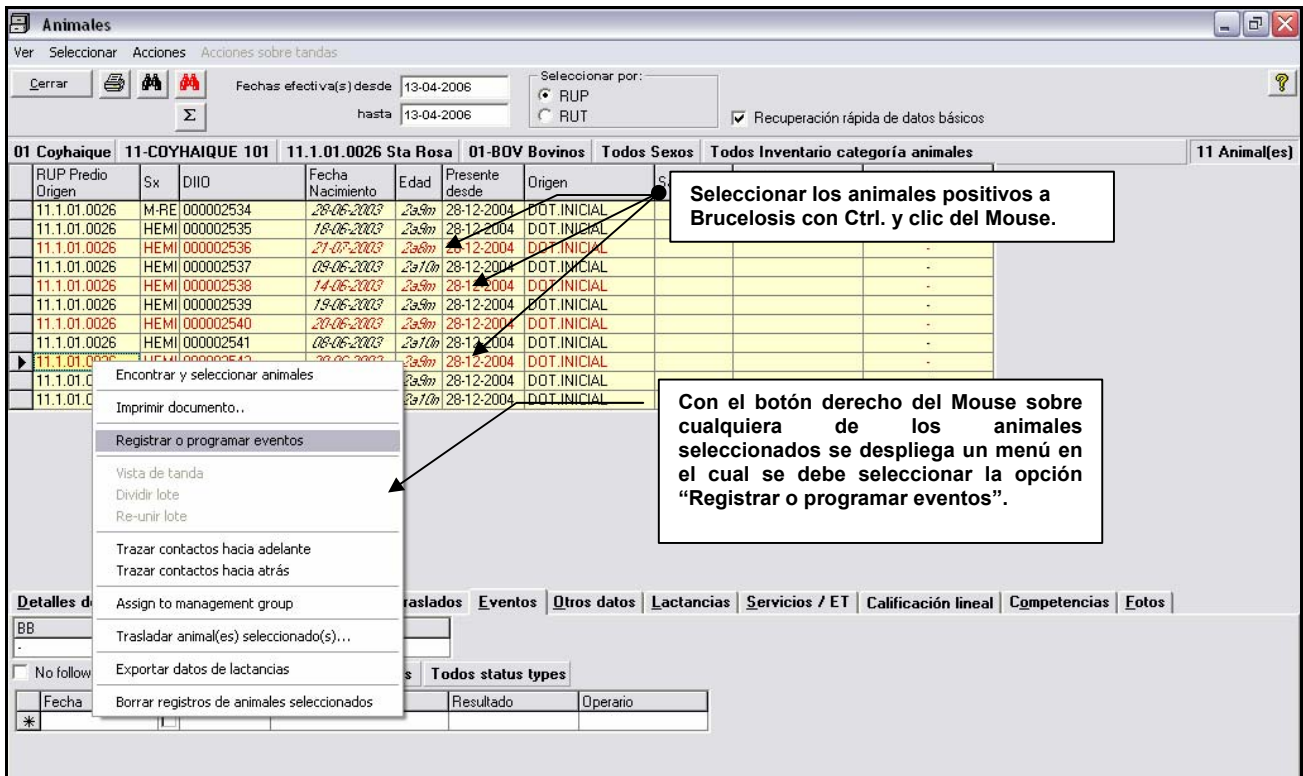 Animales
Ver Seleccionar Acciones Acciones sobre tandas
Cerrar
Fechas efectiva(s) desde 13-04-2006
hasta 13-04-2006
Σ
Seleccionar por:
RUP
RUT
Recuperación rápida de datos básicos
?
01 Coyhaique 11-COYHAIQUE 101 11.1.01.0026 Sta Rosa 01-BOV Bovinos Todos Sexos Todos Inventario categoría animales 11 Animal(es)
RUP Predio Origen Sx DIIO Fecha Nacimiento Edad Presente desde Origen
11.1.01.0026 M-RE 000002534 28-06-2003 2a9m 28-12-2004 DOT.INICIAL
11.1.01.0026 HEMI 000002535 18-06-2003 2a9m 28-12-2004 DOT.INICIAL
11.1.01.0026 HEMI 000002536 21-07-2003 2a8m 28-12-2004 DOT.INICIAL -
11.1.01.0026 HEMI 000002537 09-06-2003 2a10m 28-12-2004 DOT.INICIAL -
11.1.01.0026 HEMI 000002538 14-06-2003 2a9m 28-12-2004 DOT.INICIAL -
11.1.01.0026 HEMI 000002539 19-06-2003 2a9m 28-12-2004 DOT.INICIAL -
11.1.01.0026 HEMI 000002540 20-06-2003 2a9m 28-12-2004 DOT.INICIAL -
11.1.01.0026 HEMI 000002541 08-06-2003 2a10m 28-12-2004 DOT.INICIAL -
11.1.01.0026 2a9m 28-12-2004 DOT.INICIAL -
11.1.01.0 2a9m 28-12-2004 DOT.INICIAL
11.1.01.0 2a10m 28-12-2004 DOT.INICIAL
Seleccionar los animales positivos a
Brucelosis con Ctrl. y clic del Mouse.
Con el botón derecho del Mouse sobre
cualquiera de los animales
seleccionados se despliega un menú en
el cual se debe seleccionar la opción
“Registrar o programar eventos”.
Encontrar y seleccionar animales
Imprimir documento..
Registrar o programar eventos
Vista de tanda
Dividir lote
Re-unir lote
Trazar contactos hacia adelante
Trazar contactos hacia atrás
Assign to management group
Trasladar animal(es) seleccionado(s)...
Exportar datos de lactancias
Borrar registros de animales seleccionados
Detalles d raslados Eventos Otros datos Lactancias Servicios / ET Calificación lineal Competencias Fotos
BB
-
No follow s Todos status types
Fecha Resultado Operario
*